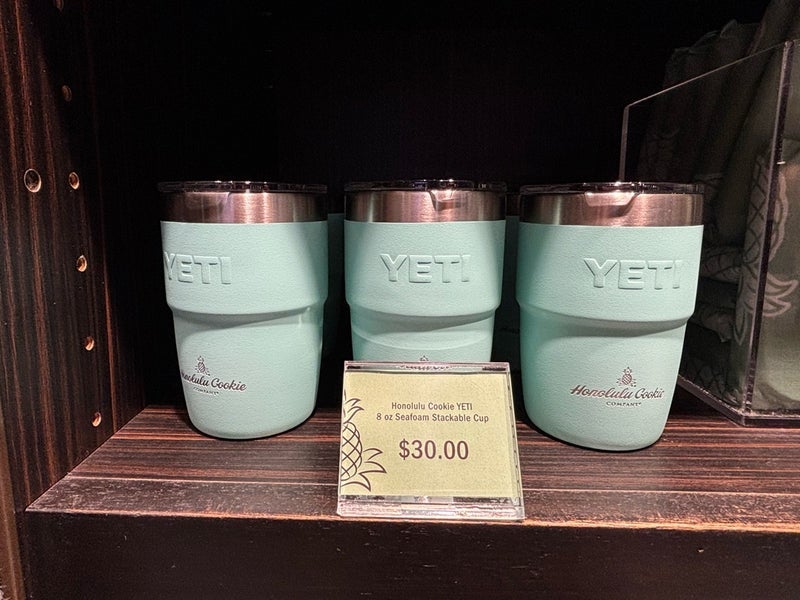 YETI
YETI
YETI
Honolulu Cookie
COMPANY
Honolulu Cookie
COMPANY
Honolulu Cookie YETI
8 oz Seafoam Stackable Cup
$30.00